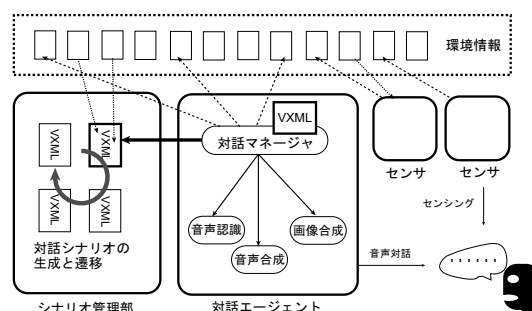 環境情報
VXML
VXML
VXML
VXML
対話シナリオの
生成と遷移
シナリオ管理部
VXML
対話マネージャ
音声認識
音声合成
画像合成
対話エージェント
センサ
センサ
センシング
音声対話